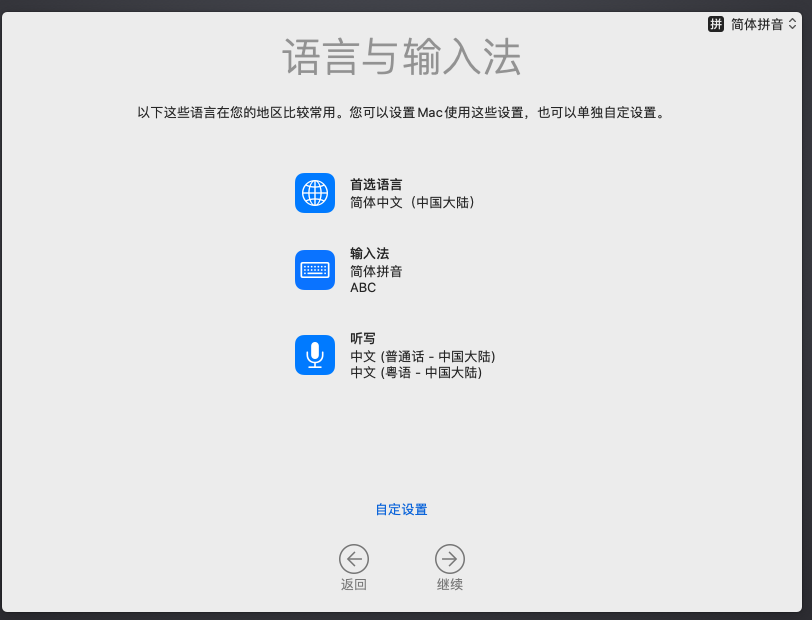 拼 简体拼音
语言与输入法
以下这些语言在您的地区比较常用。您可以设置 Mac 使用这些设置，也可以单独自定设置。
首选语言
简体中文（中国大陆）
输入法
简体拼音
ABC
听写
中文 (普通话 - 中国大陆)
中文 (粤语 - 中国大陆)
自定设置
返回
继续